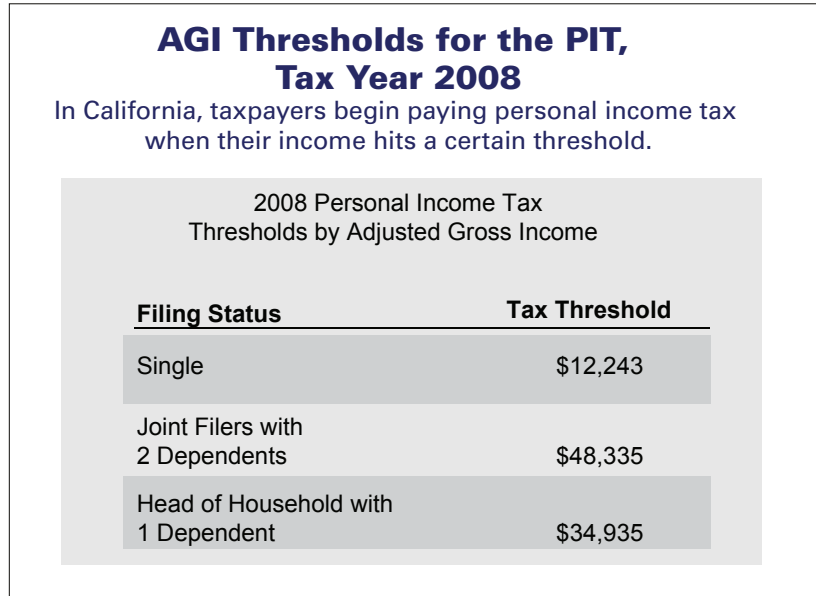 AGI Thresholds for the PIT,
Tax Year 2008
In California, taxpayers begin paying personal income tax
when their income hits a certain threshold.
2008 Personal Income Tax
Thresholds by Adjusted Gross Income
Filing Status Tax Threshold
Single $12,243
Joint Filers with
2 Dependents $48,335
Head of Household with
1 Dependent $34,935